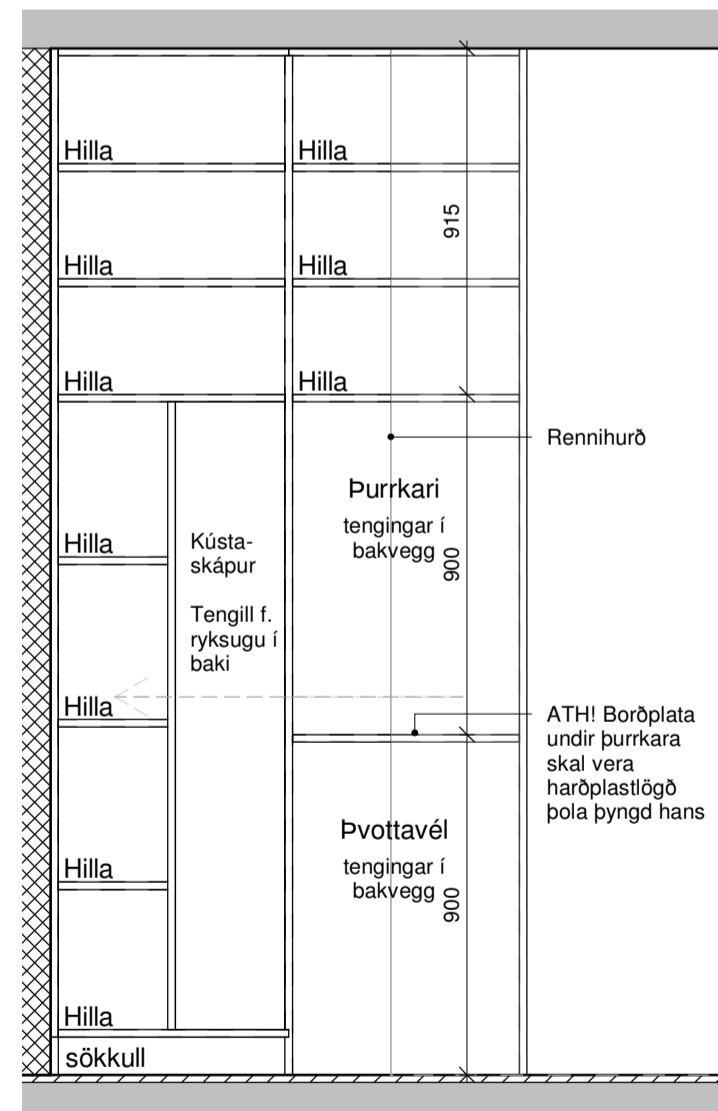 Hilla
Hilla
915
Hilla
Hilla
Hilla
Hilla
Rennihurð
Þurrkari
tengingar í
bakvegg
900
Hilla
Kústa-
skápur
Tengill f.
ryksugu í
baki
Hilla
ATH! Borðplata
undir þurrkara
skal vera
harðplastlögð
þola þyngd hans
Þvottavél
tengingar í
bakvegg
900
Hilla
Hilla
sökkull